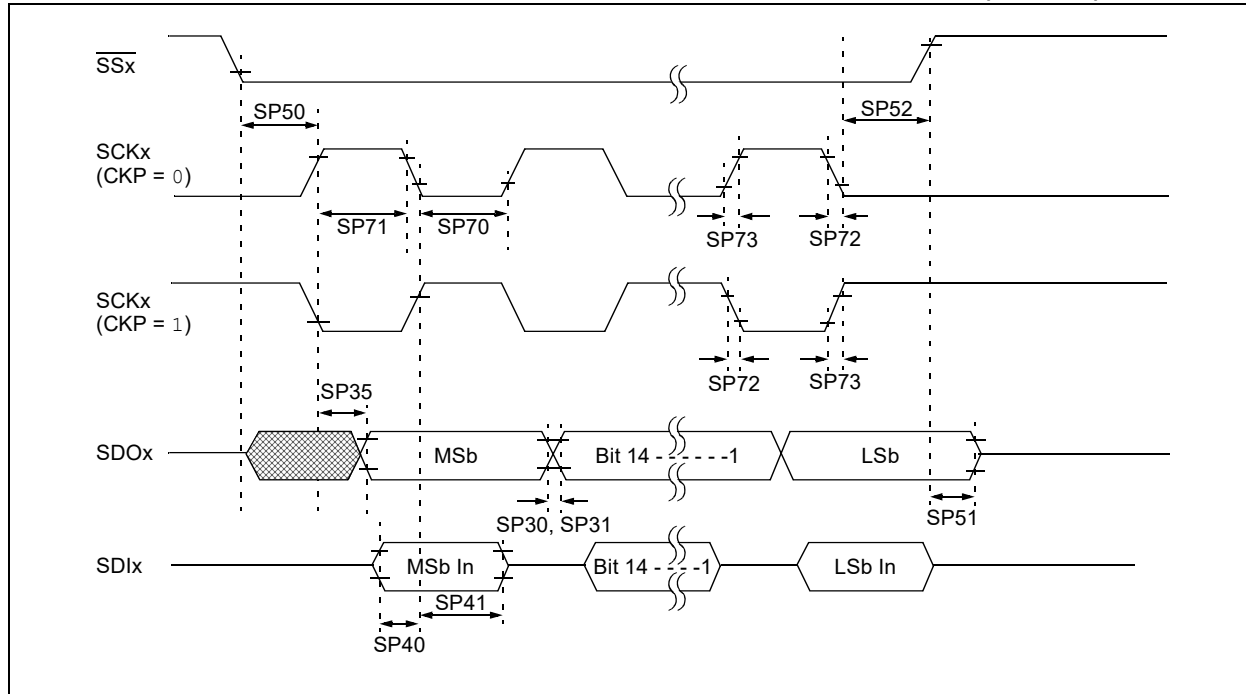 SSx
SP50
SP52
SCKx
(CKP = 0)
SP71
SP70
SP73
SP72
SCKx
(CKP = 1)
SP72
SP73
SP35
SDOx
MSb
Bit 14 - - - - - -1
LSb
SP30, SP31
SP51
SDIx
MSb In
Bit 14 - - - -1
LSb In
SP41
SP40